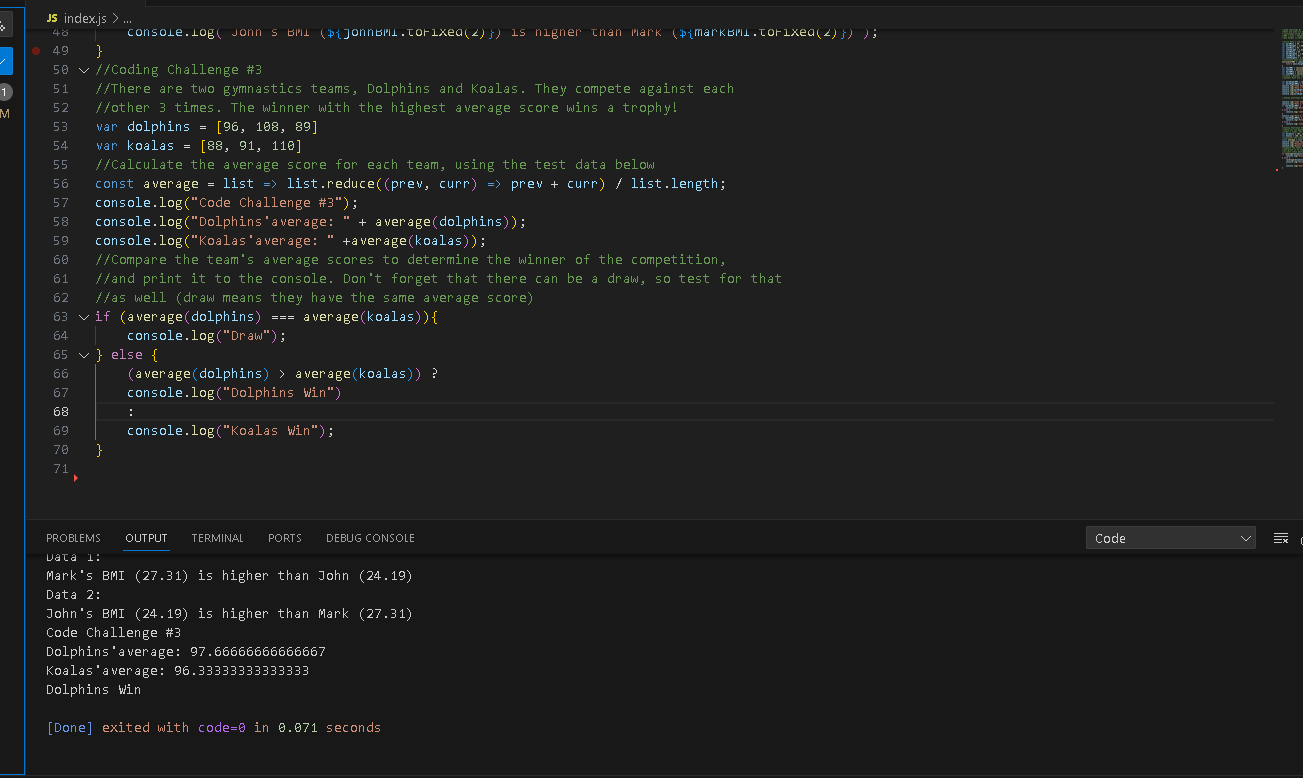 JS index.js > ...
48 console.log(`John's BMI (${johnBMI.toFixed(2)}) is higher than Mark (${markBMI.toFixed(2)})`);
49 }
50 //Coding Challenge #3
51 //There are two gymnastics teams, Dolphins and Koalas. They compete against each
52 //other 3 times. The winner with the highest average score wins a trophy!
53 var dolphins = [96, 108, 89]
54 var koalas = [88, 91, 110]
55 //Calculate the average score for each team, using the test data below
56 const average = list => list.reduce((prev, curr) => prev + curr) / list.length;
57 console.log("Code Challenge #3");
58 console.log("Dolphins'average: " + average(dolphins));
59 console.log("Koalas'average: " +average(koalas));
60 //Compare the team's average scores to determine the winner of the competition,
61 //and print it to the console. Don't forget that there can be a draw, so test for that
62 //as well (draw means they have the same average score)
63 if (average(dolphins) === average(koalas)){
64 console.log("Draw");
65 } else {
66 (average(dolphins) > average(koalas)) ?
67 console.log("Dolphins Win")
68 :
69 console.log("Koalas Win");
70 }
71
1
M
PROBLEMS OUTPUT TERMINAL PORTS DEBUG CONSOLE Code
Data 1:
Mark's BMI (27.31) is higher than John (24.19)
Data 2:
John's BMI (24.19) is higher than Mark (27.31)
Code Challenge #3
Dolphins'average: 97.66666666666667
Koalas'average: 96.33333333333333
Dolphins Win
[Done] exited with code=0 in 0.071 seconds